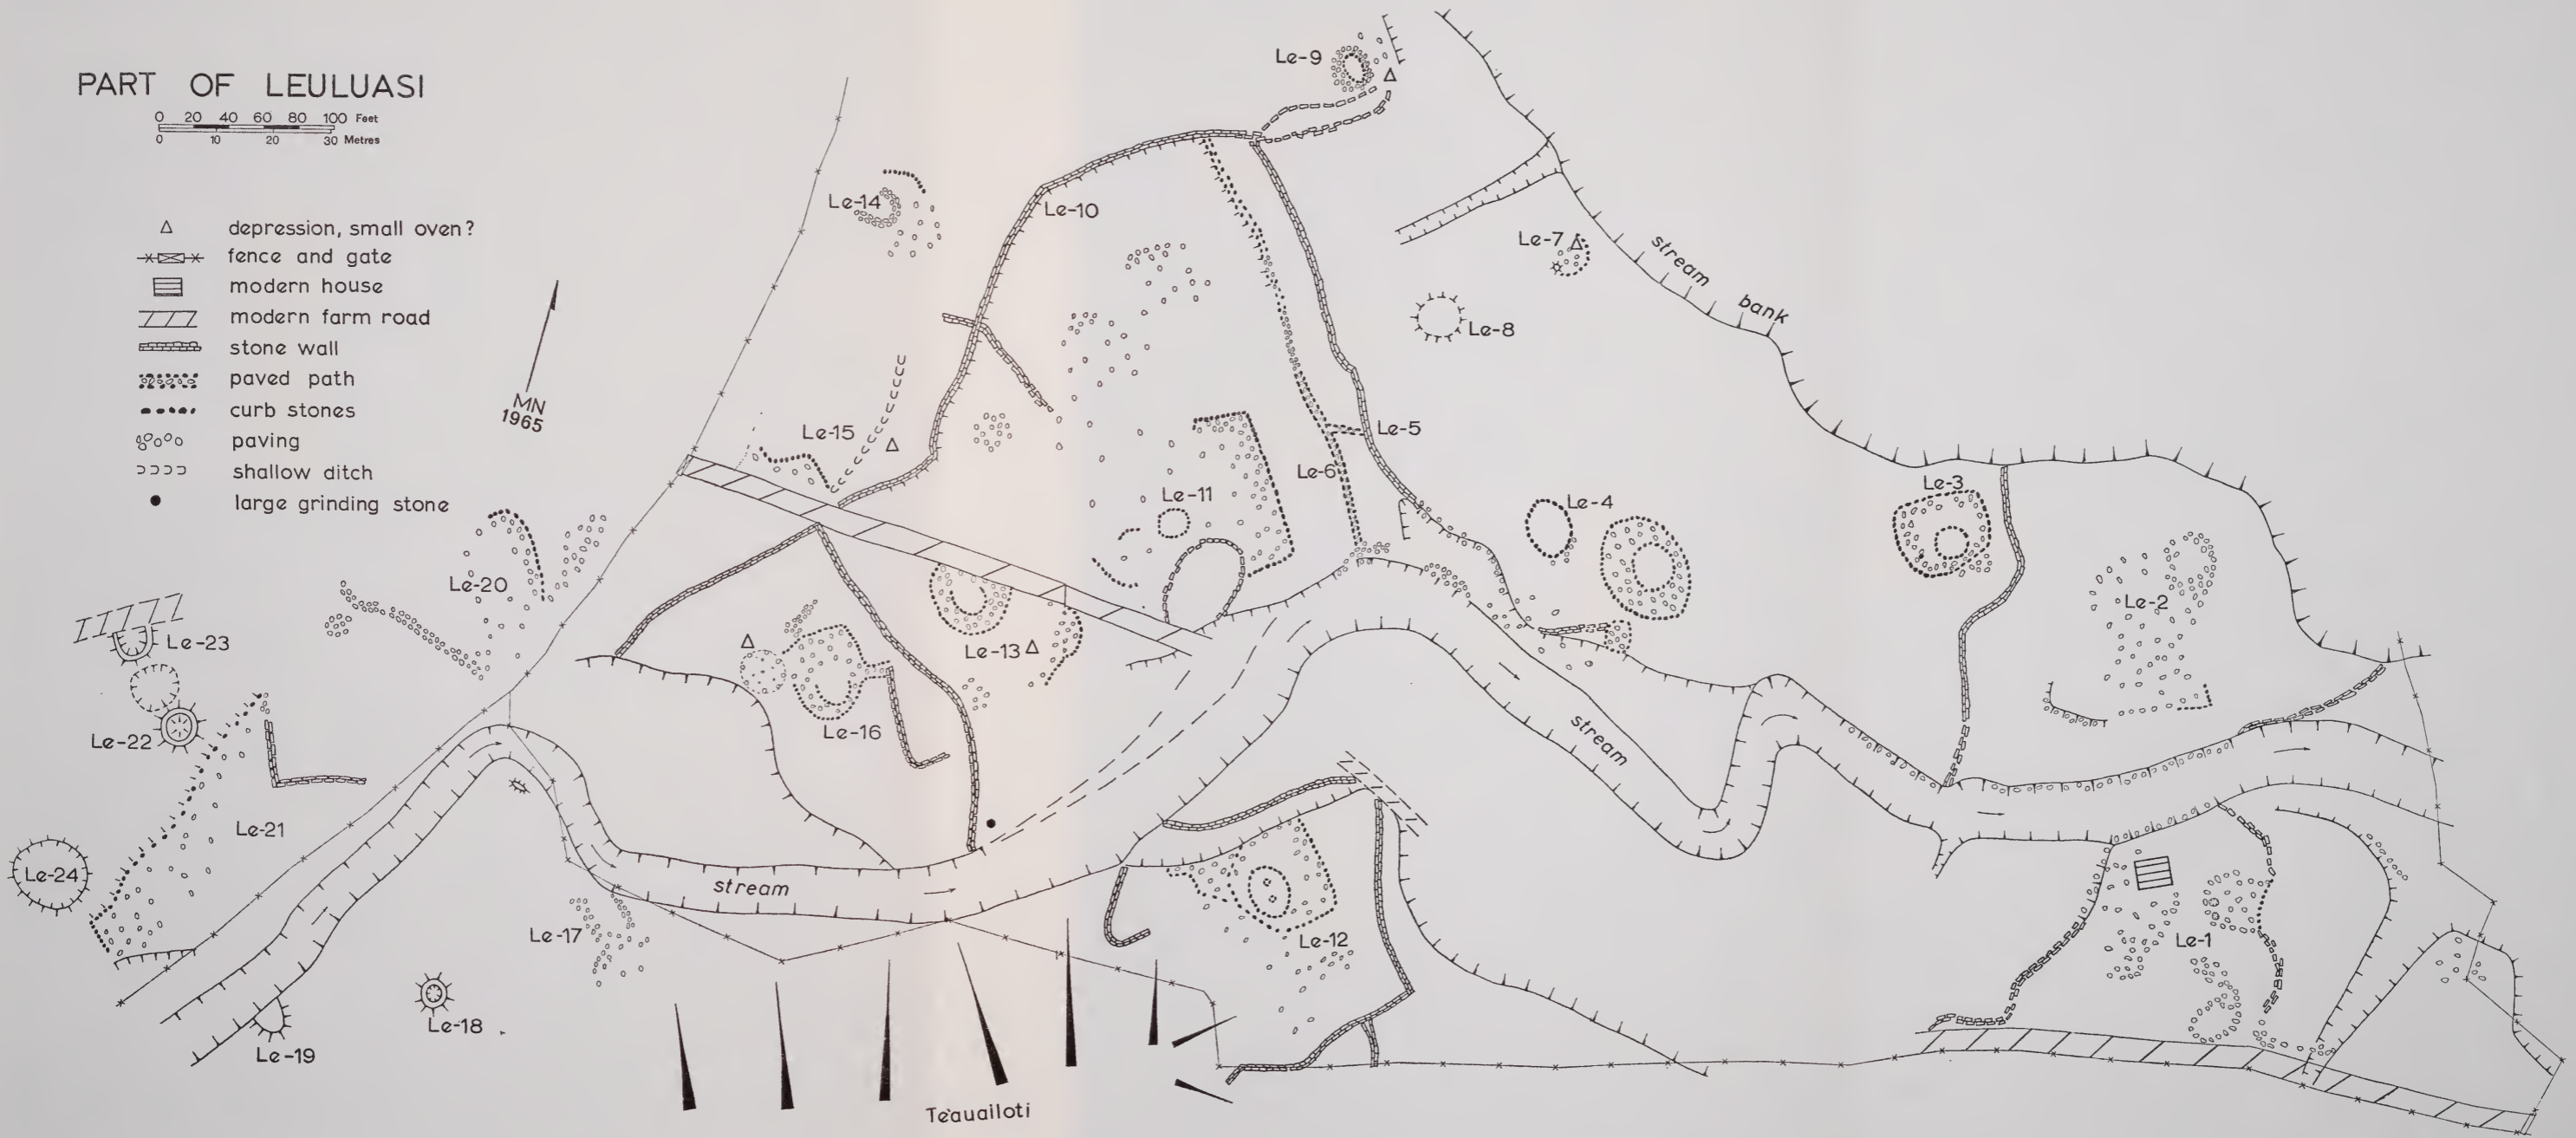 PART OF LEULUASI
0 20 40 60 80 100 Feet
0 10 20 30 Metres
depression, small oven?
fence and gate
modern house
modern farm road
stone wall
paved path
curb stones
paving
shallow ditch
large grinding stone
MN
1965
Le-9
Le-14
Le-10
Le-7
stream bank
Le-8
Le-15
Le-5
Le-6
Le-3
Le-11
Le-4
Le-20
Le-2
Le-23
Le-13
Le-22
Le-16
stream
Le-21
Le-24
stream
Le-17
Le-12
Le-1
Le-18
Le-19
Te'auailoti